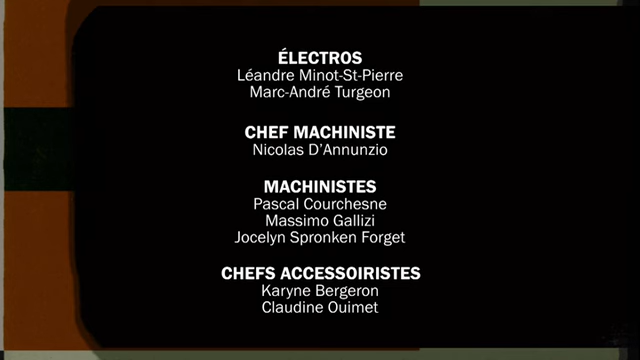 ÉLECTROS
Léandre Minot-St-Pierre
Marc-André Turgeon
CHEF MACHINISTE
Nicolas D'Annunzio
MACHINISTES
Pascal Courchesne
Massimo Gallizi
Jocelyn Spronken Forget
CHEFS ACCESSOIRISTES
Karyne Bergeron
Claudine Ouimet